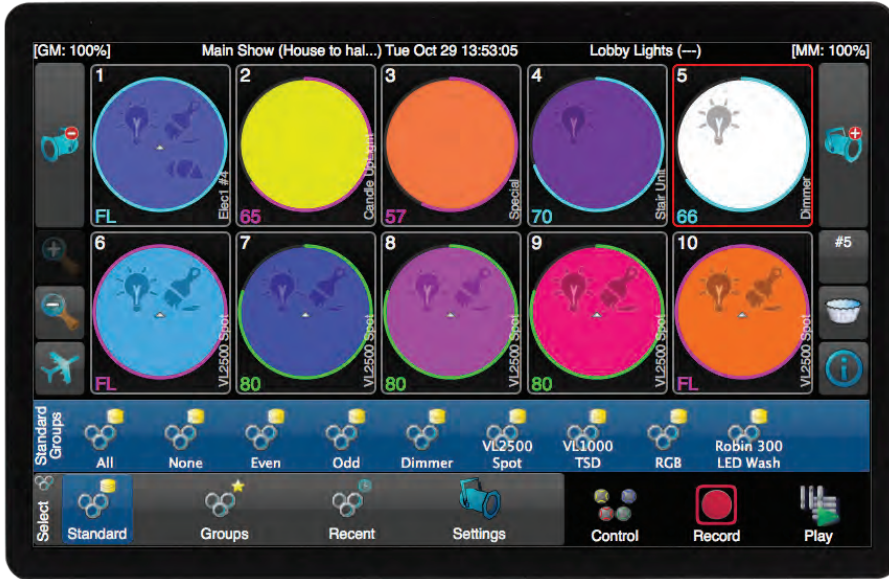 [GM: 100%] Main Show (House to hal...) Tue Oct 29 13:53:05 Lobby Lights (---) [MM: 100%]
1 2 3 4 5
Elec1 #4 Candle UpLight Special Stair Unit Dimmer
FL 65 57 70 66
6 7 8 9 10 #5
VL2500 Spot VL2500 Spot VL2500 Spot VL2500 Spot VL2500 Spot
FL 80 80 80 FL
Standard Groups
All None Even Odd Dimmer VL2500 Spot VL1000 TSD RGB Robin 300 LED Wash
Select
Standard Groups Recent Settings Control Record Play